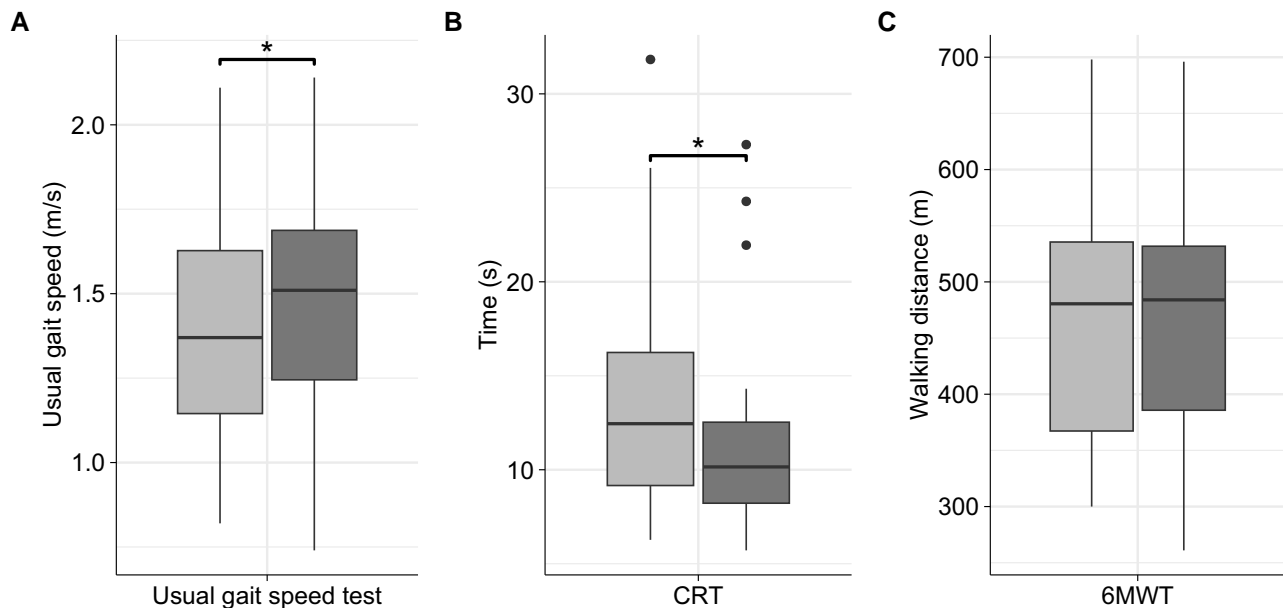 A
Usual gait speed (m/s)
2.0
1.5
1.0
*
Usual gait speed test
B
Time (s)
30
20
10
*
CRT
C
Walking distance (m)
700
600
500
400
300
6MWT